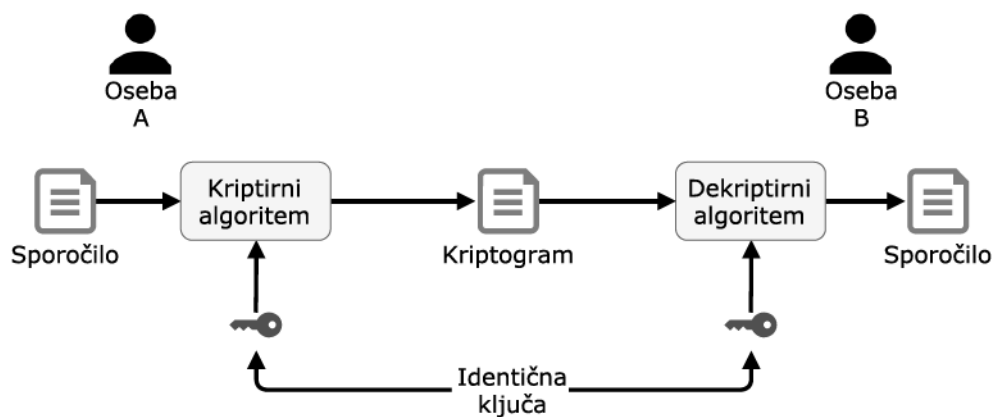 Oseba
A
Oseba
B
Kriptirni
algoritem
Dekriptirni
algoritem
Sporočilo
Kriptogram
Sporočilo
Identična
ključa